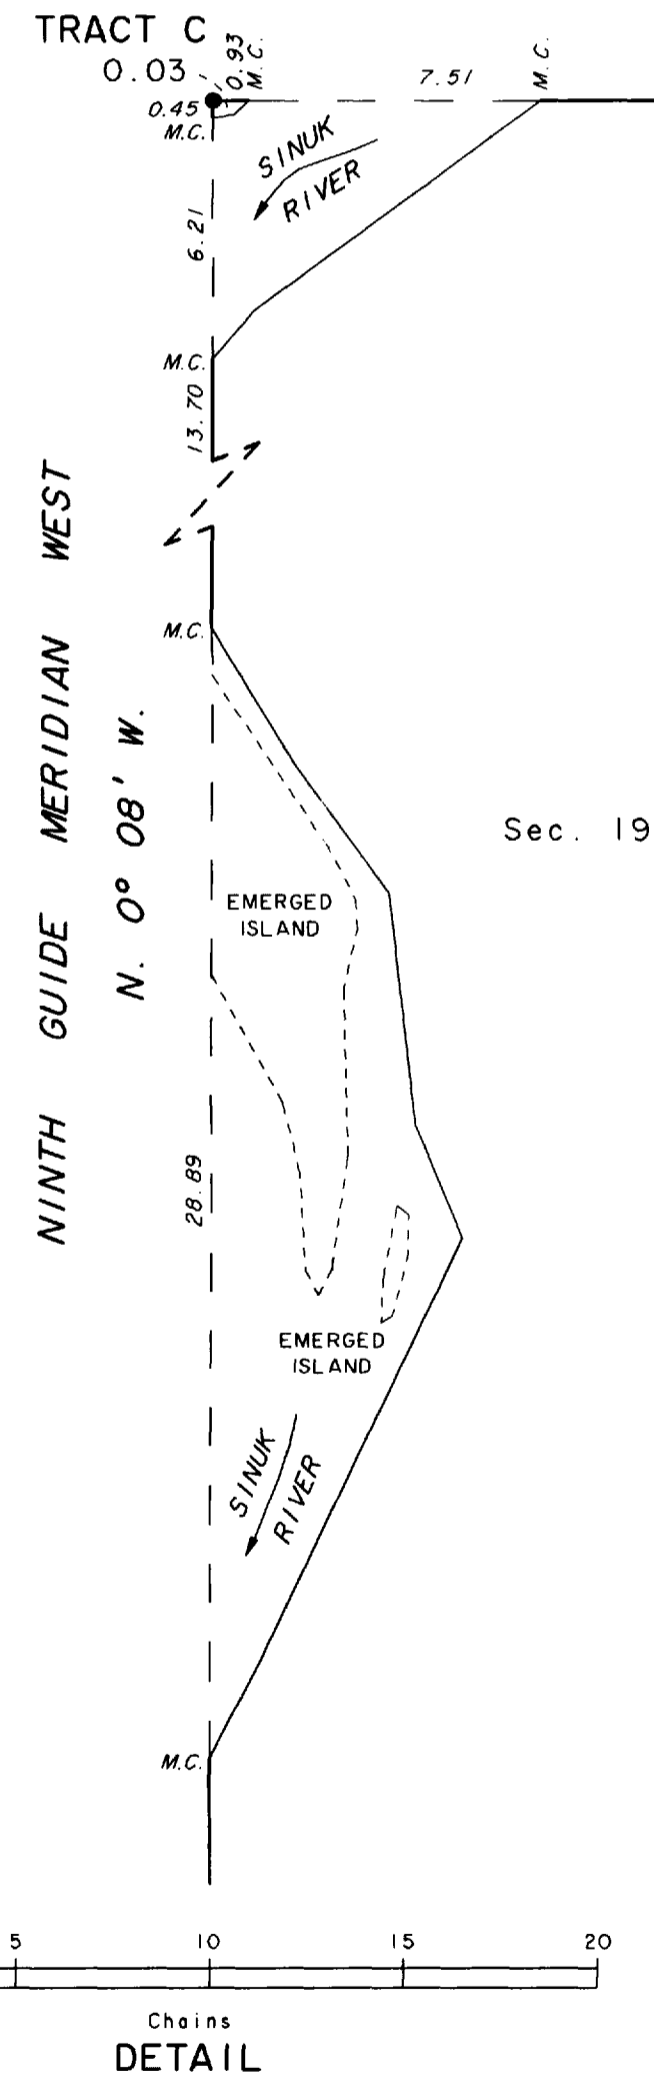 TRACT C
0.03
0.93
M.C.
7.51
M.C.
0.45
M.C.
SINUK
RIVER
6.21
M.C.
13.70
NINTH GUIDE MERIDIAN WEST
N. 0° 08' W.
M.C.
Sec. 19
EMERGED
ISLAND
28.89
EMERGED
ISLAND
SINUK
RIVER
M.C.
5 10 15 20
Chains
DETAIL